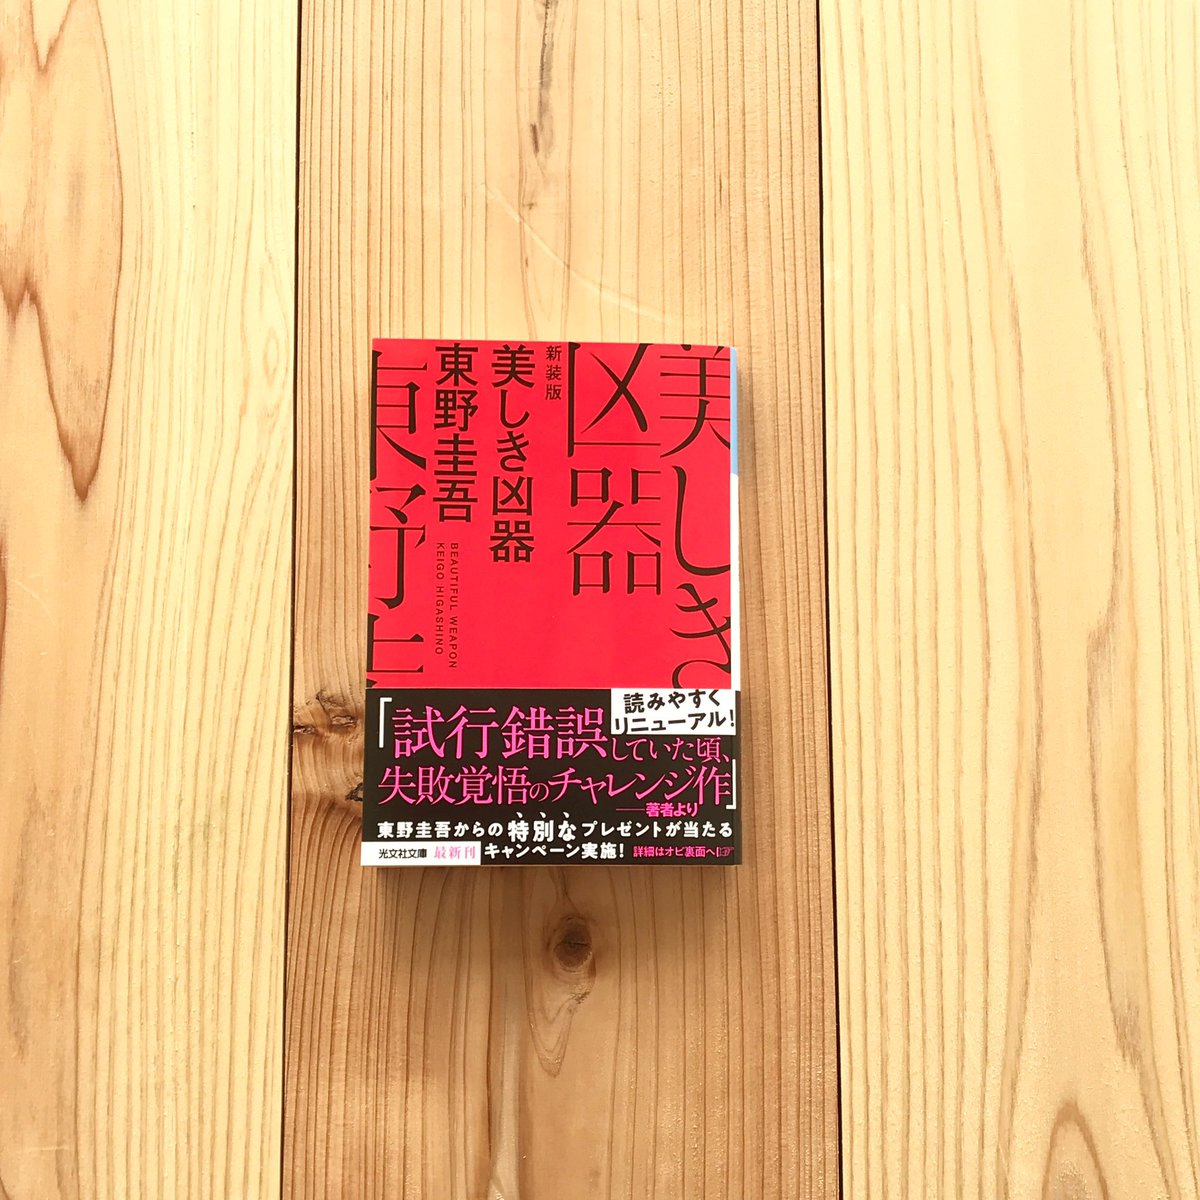 美しき
凶器
新装版
美しき凶器
東野圭吾
BEAUTIFUL WEAPON
KEIGO HIGASHINO
東野圭
読みやすく
リニューアル！
「試行錯誤していた頃、
失敗覚悟のチャレンジ作」
──著者より
東野圭吾からの特別なプレゼントが当たる
キャンペーン実施！
詳細はオビ裏面へ☞
光文社文庫
最新刊